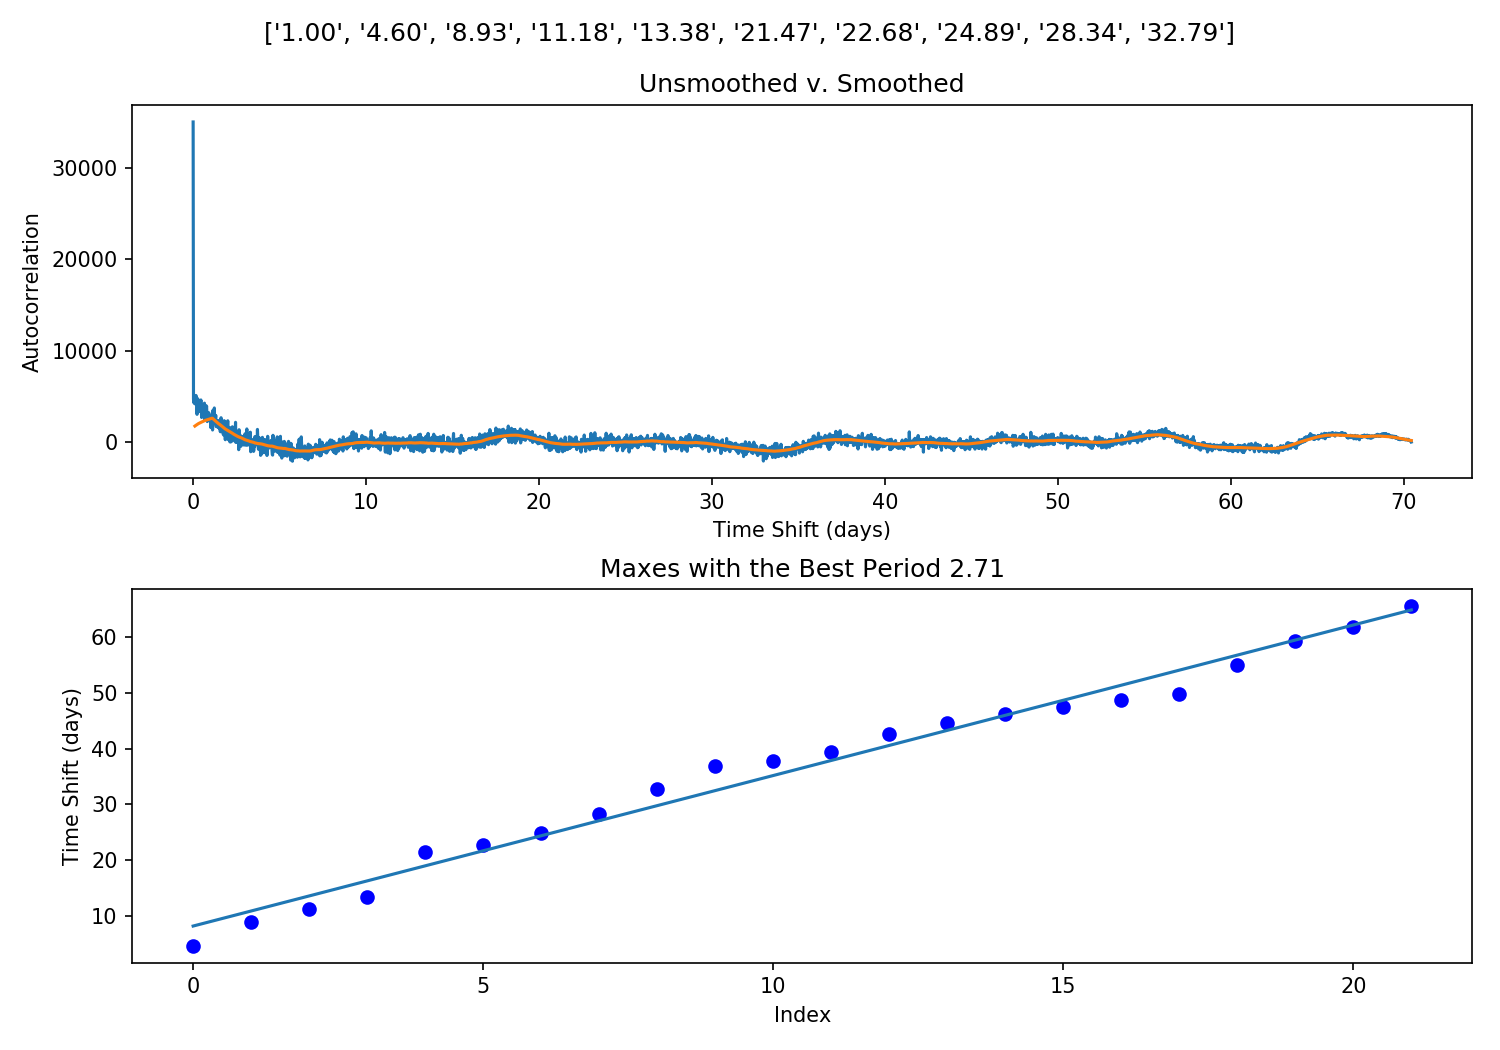 ['1.00', '4.60', '8.93', '11.18', '13.38', '21.47', '22.68', '24.89', '28.34', '32.79']
Unsmoothed v. Smoothed
Autocorrelation
30000
20000
10000
0
0 10 20 30 40 50 60 70
Time Shift (days)
Maxes with the Best Period 2.71
Time Shift (days)
60
50
40
30
20
10
0 5 10 15 20
Index